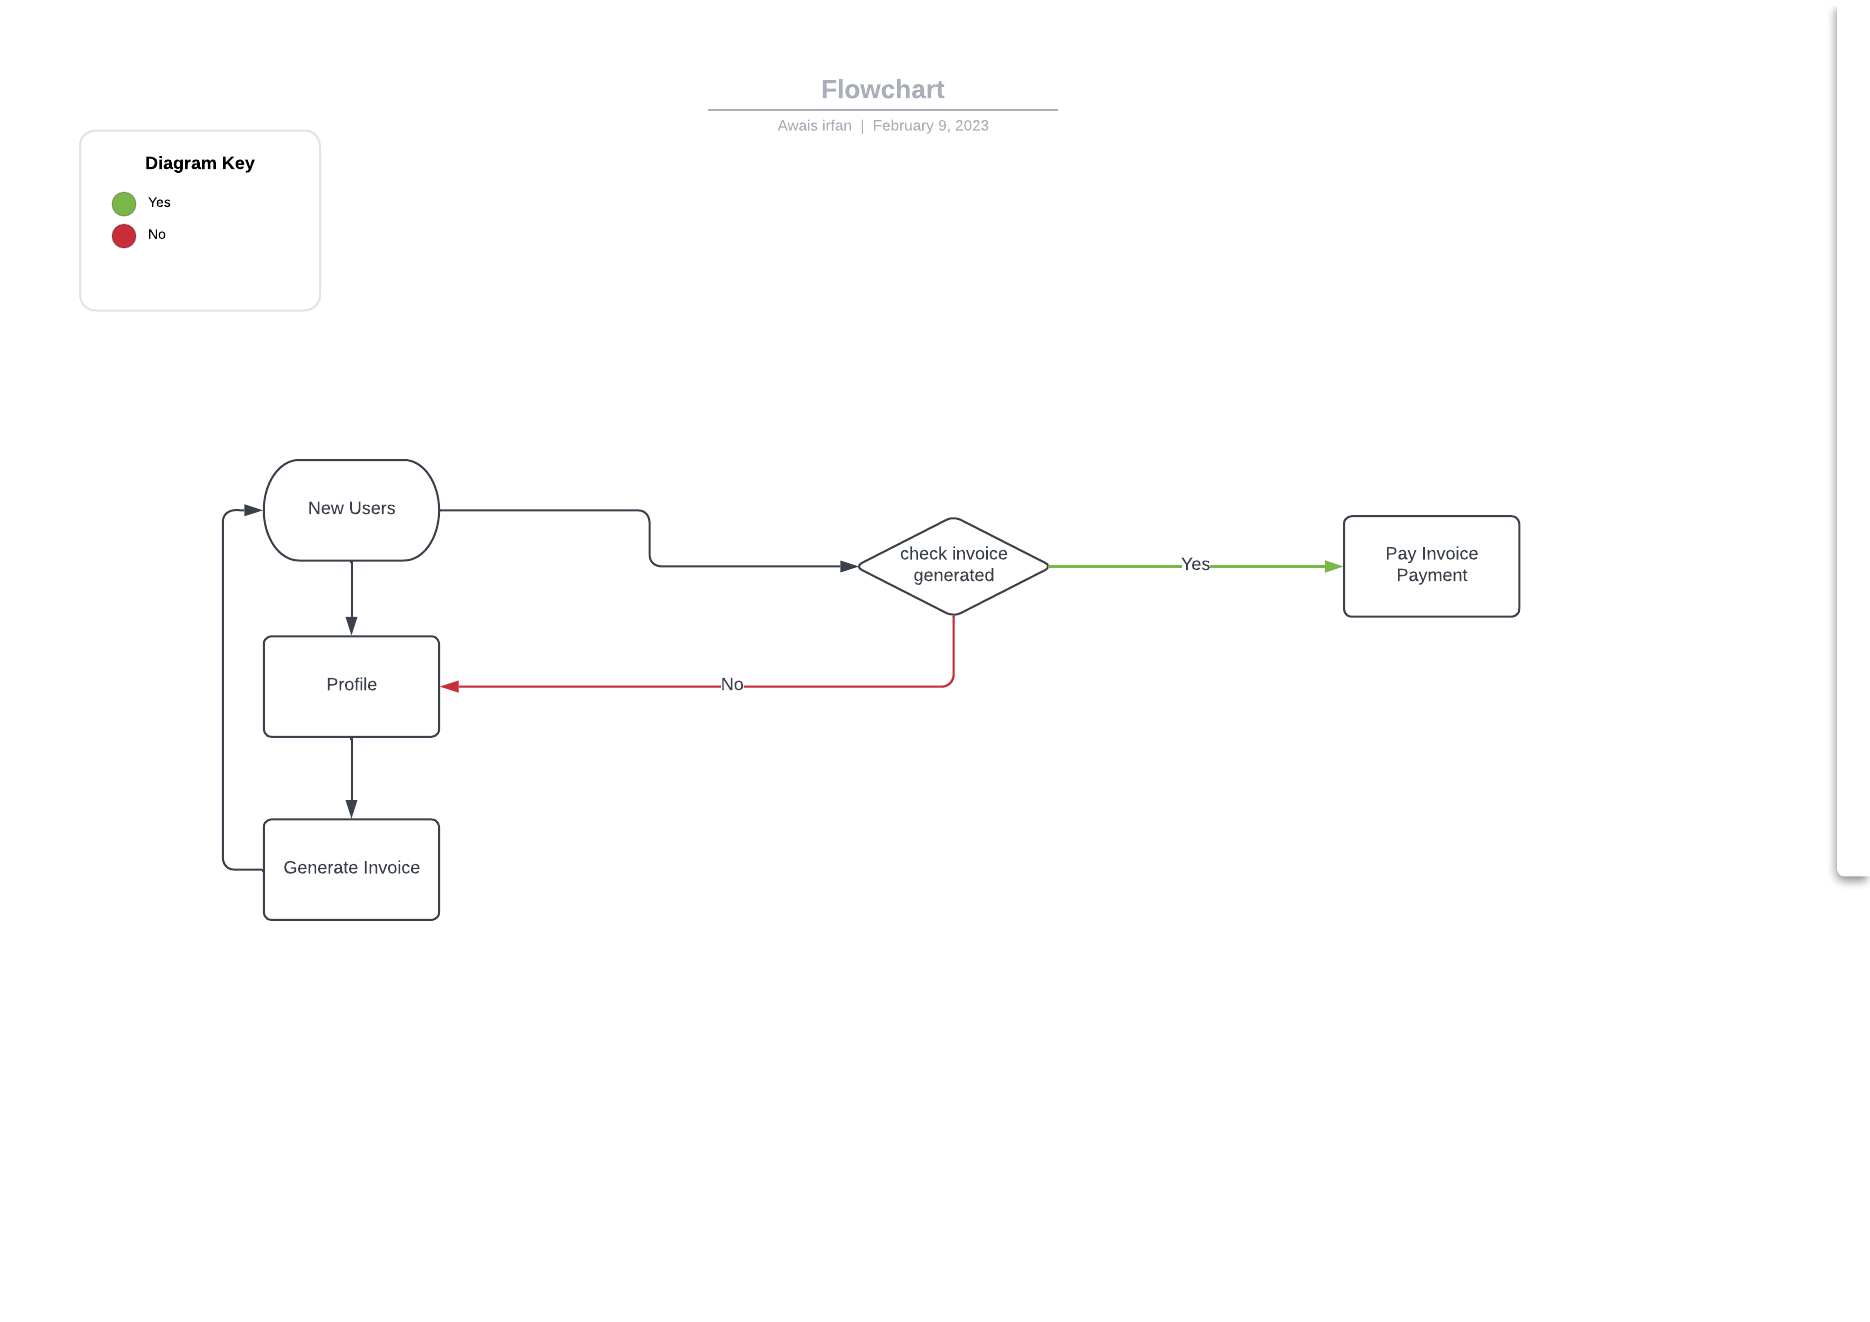 Flowchart
Awais irfan | February 9, 2023
Diagram Key
Yes
No
New Users
check invoice
generated
Yes
Pay Invoice
Payment
Profile
No
Generate Invoice